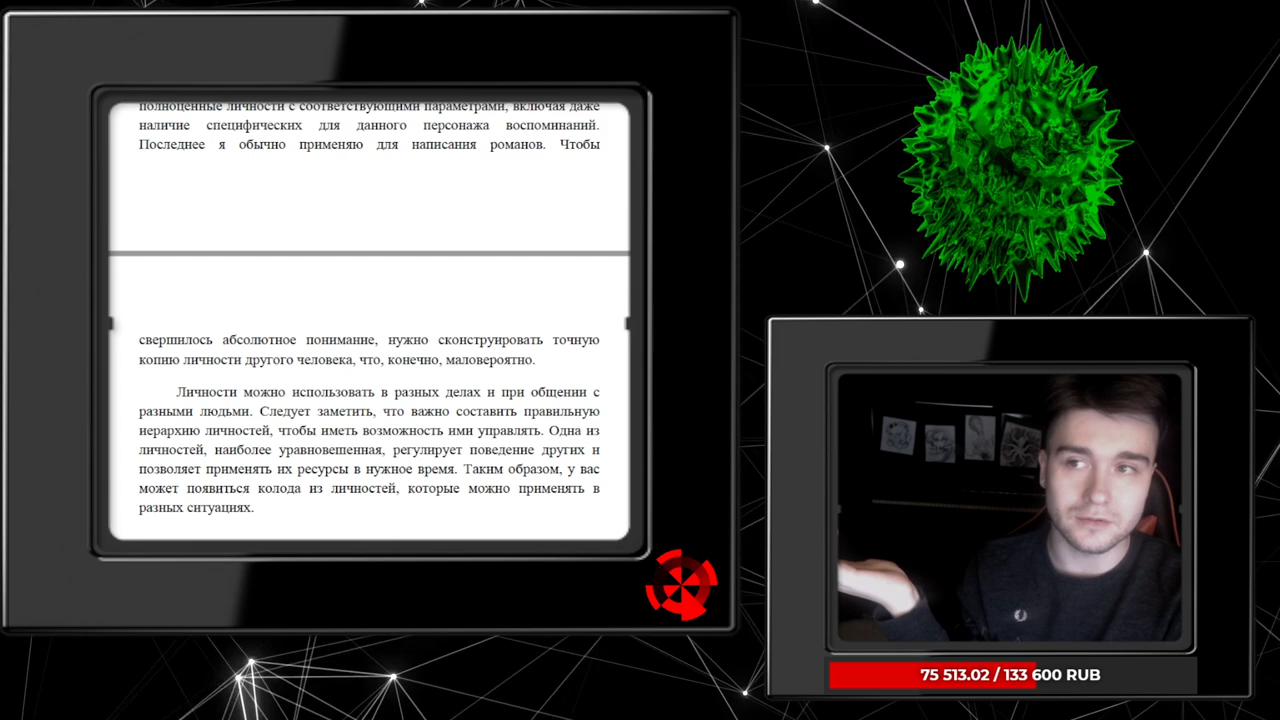 полноценные личности с соответствующими параметрами, включая даже
наличие специфических для данного персонажа воспоминаний.
Последнее я обычно применяю для написания романов. Чтобы
свершилось абсолютное понимание, нужно сконструировать точную
копию личности другого человека, что, конечно, маловероятно.
Личности можно использовать в разных делах и при общении с
разными людьми. Следует заметить, что важно составить правильную
иерархию личностей, чтобы иметь возможность ими управлять. Одна из
личностей, наиболее уравновешенная, регулирует поведение других и
позволяет применять их ресурсы в нужное время. Таким образом, у вас
может появиться колода из личностей, которые можно применять в
разных ситуациях.
75 513.02 / 133 600 RUB